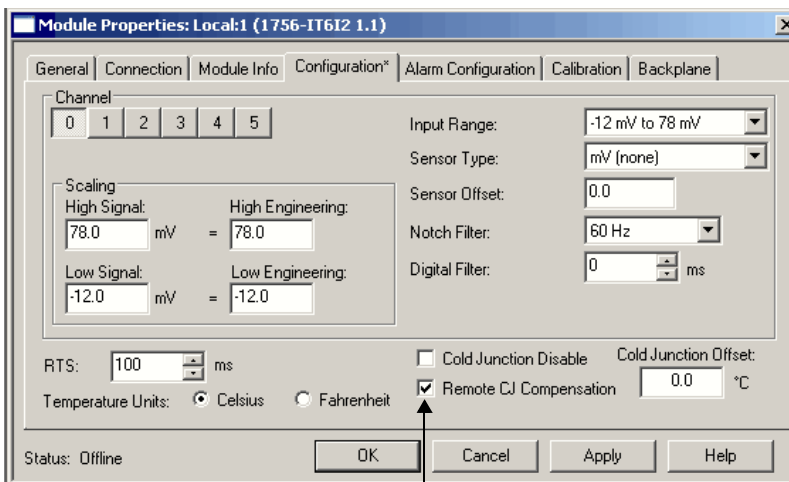 Module Properties: Local:1 (1756-IT6I2 1.1)
General Connection Module Info Configuration* Alarm Configuration Calibration Backplane
Channel
0 1 2 3 4 5
Input Range: -12 mV to 78 mV
Sensor Type: mV (none)
Scaling
Sensor Offset: 0.0
High Signal: High Engineering:
78.0 mV = 78.0
Notch Filter: 60 Hz
Low Signal: Low Engineering:
Digital Filter: 0 ms
-12.0 mV = -12.0
RTS: 100 ms
Cold Junction Disable Cold Junction Offset:
Remote CJ Compensation 0.0 °C
Temperature Units: Celsius Fahrenheit
Status: Offline OK Cancel Apply Help